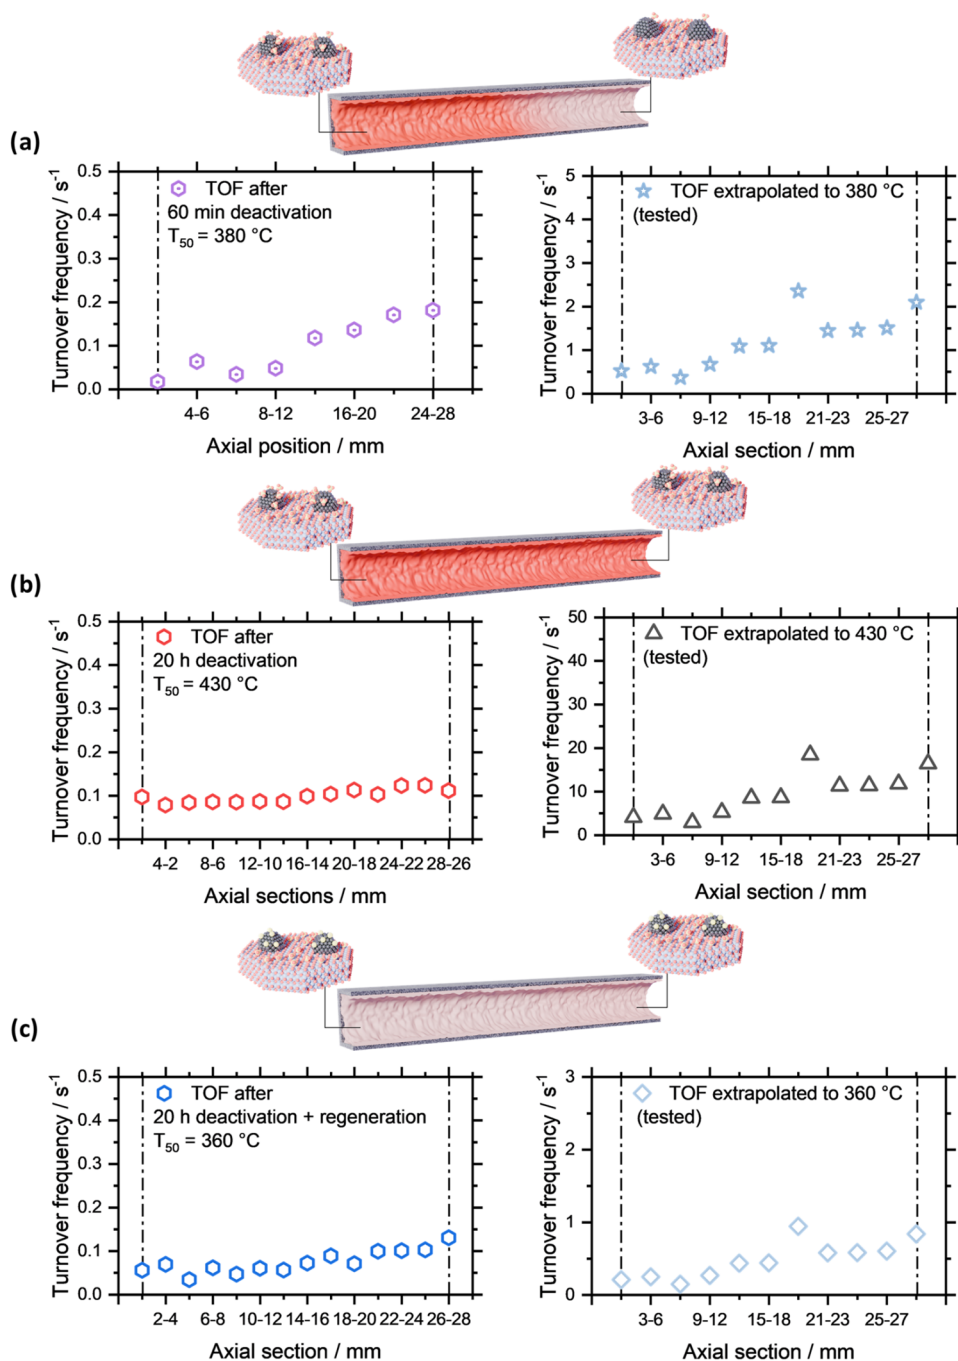 (a)
Turnover frequency / s⁻¹
0.5
0.4
0.3
0.2
0.1
0.0
TOF after
60 min deactivation
T₅₀ = 380 °C
4-6
8-12
16-20
24-28
Axial position / mm
Turnover frequency / s⁻¹
5
4
3
2
1
0
TOF extrapolated to 380 °C
(tested)
3-6
9-12
15-18
21-23
25-27
Axial section / mm
(b)
Turnover frequency / s⁻¹
0.5
0.4
0.3
0.2
0.1
0.0
TOF after
20 h deactivation
T₅₀ = 430 °C
4-2
8-6
12-10
16-14
20-18
24-22
28-26
Axial sections / mm
Turnover frequency / s⁻¹
50
40
30
20
10
0
TOF extrapolated to 430 °C
(tested)
3-6
9-12
15-18
21-23
25-27
Axial section / mm
(c)
Turnover frequency / s⁻¹
0.5
0.4
0.3
0.2
0.1
0.0
TOF after
20 h deactivation + regeneration
T₅₀ = 360 °C
2-4
6-8
10-12
14-16
18-20
22-24
26-28
Axial section / mm
Turnover frequency / s⁻¹
3
2
1
0
TOF extrapolated to 360 °C
(tested)
3-6
9-12
15-18
21-23
25-27
Axial section / mm